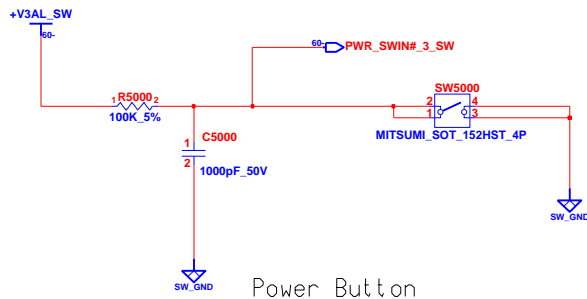 +V3AL_SW
60-
60-
PWR_SWIN#_3_SW
1
R5000
2
100K_5%
SW5000
2
4
1
3
MITSUMI_SOT_152HST_4P
1
C5000
2
1000pF_50V
SW_GND
SW_GND
Power Button